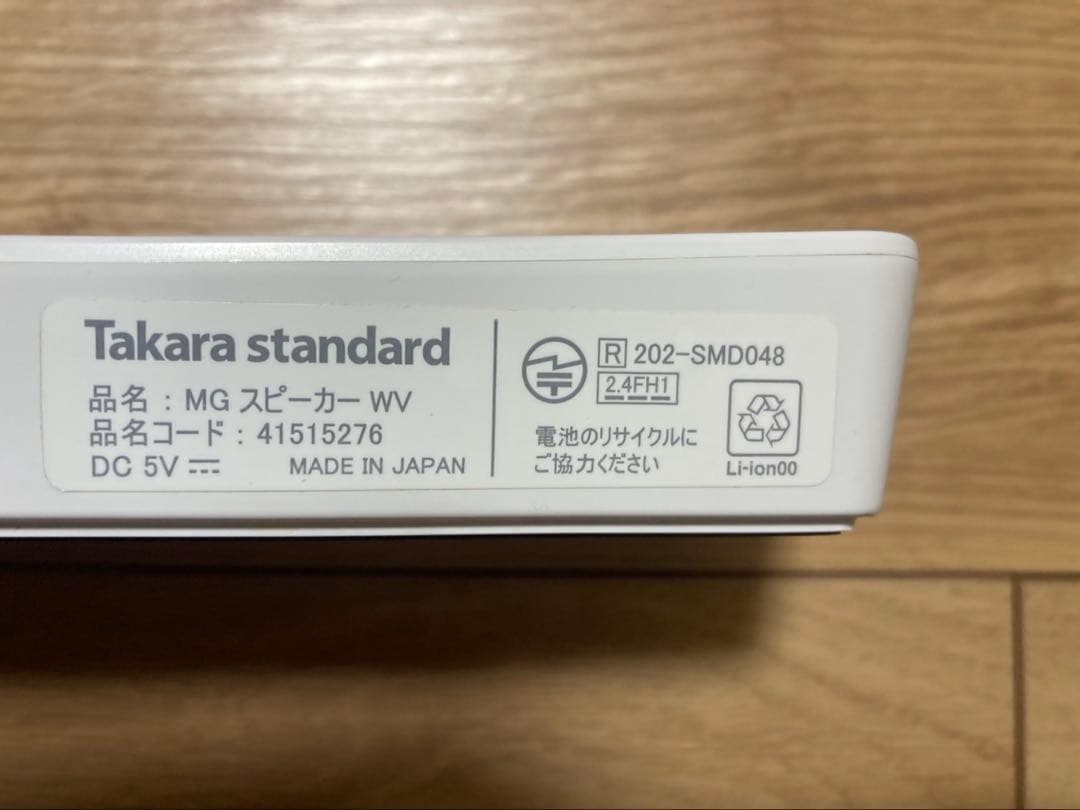 Takara standard
品名 : MG スピーカー WV
品名コード : 41515276
DC 5V ⎓
MADE IN JAPAN
R 202-SMD048
2.4FH1
電池のリサイクルに
ご協力ください
Li-ion00